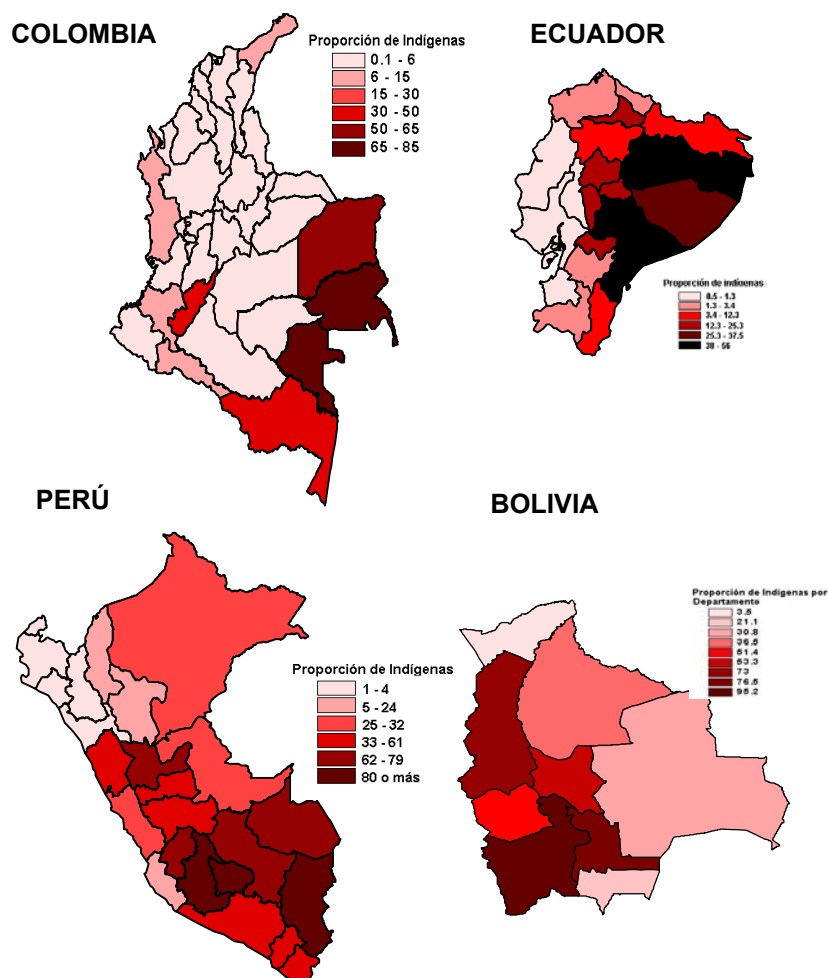 COLOMBIA
Proporción de Indígenas
0.1 - 6
6 - 15
15 - 30
30 - 50
50 - 65
65 - 85
ECUADOR
Proporción de indígenas
0.5 - 1.3
1.3 - 3.4
3.4 - 12.3
12.3 - 25.3
25.3 - 37.5
38 - 56
PERÚ
Proporción de Indígenas
1 - 4
5 - 24
25 - 32
33 - 61
62 - 79
80 o más
BOLIVIA
Proporción de Indígenas por
Departamento
3.5
21.1
30.8
36.5
51.4
53.3
73
76.5
95.2